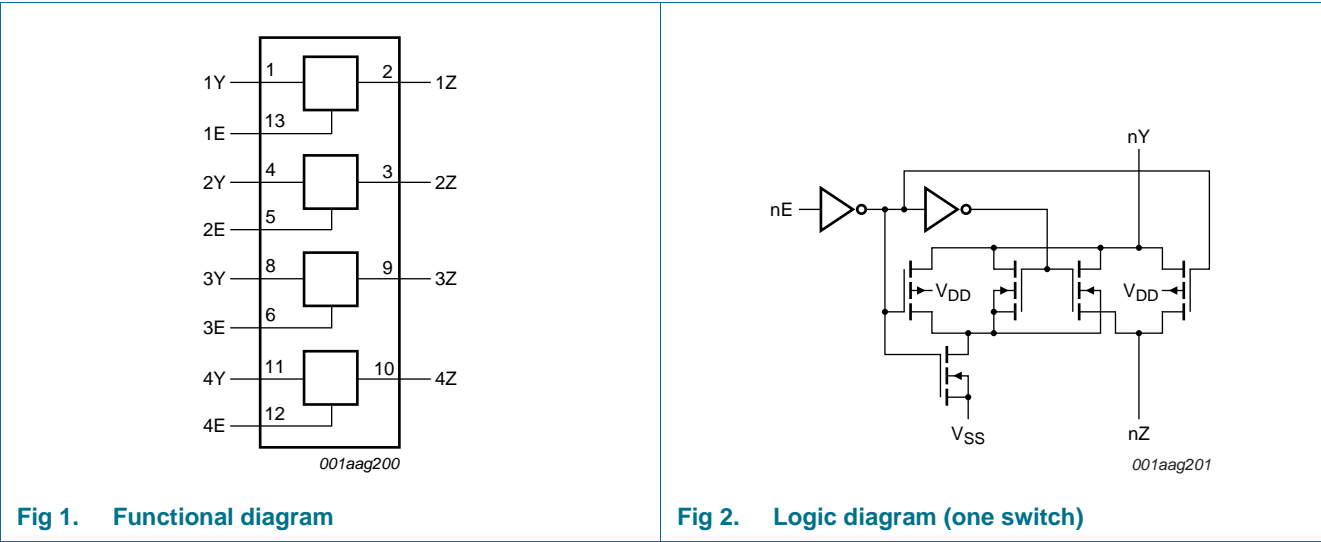 1Y 1 2 1Z
1E 13
2Y 4 3 2Z
2E 5
3Y 8 9 3Z
3E 6
4Y 11 10 4Z
4E 12
001aag200
Fig 1. Functional diagram
nY
nE
VDD VDD
VSS nZ
001aag201
Fig 2. Logic diagram (one switch)